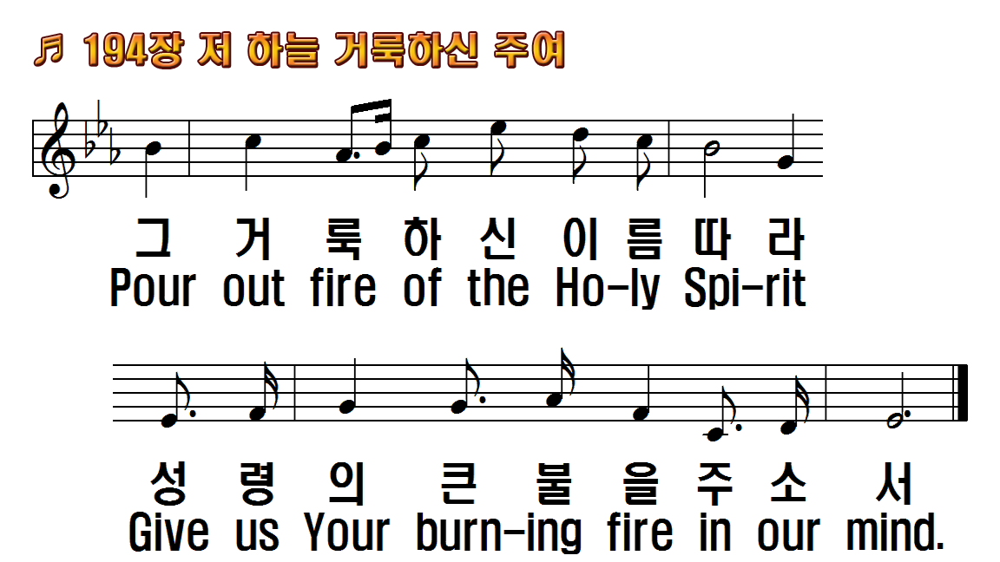 194장 저 하늘 거룩하신 주여
그 거 룩 하 신 이 름 따 라
Pour out fire of the Ho-ly Spi-rit
성 령 의 큰 불 을 주 소 서
Give us Your burn-ing fire in our mind.